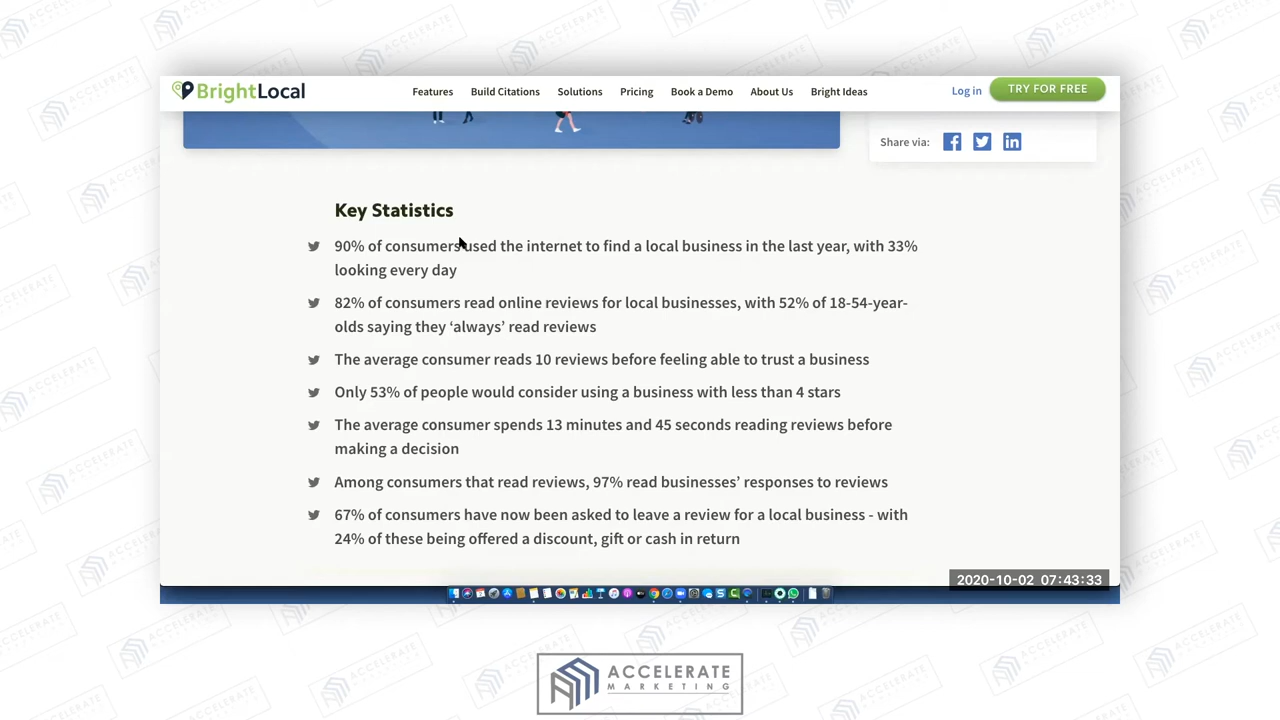 BrightLocal
Features Build Citations Solutions Pricing Book a Demo About Us Bright Ideas
Log in TRY FOR FREE
Share via:
Key Statistics
90% of consumers used the internet to find a local business in the last year, with 33%
looking every day
82% of consumers read online reviews for local businesses, with 52% of 18-54-year-
olds saying they ‘always’ read reviews
The average consumer reads 10 reviews before feeling able to trust a business
Only 53% of people would consider using a business with less than 4 stars
The average consumer spends 13 minutes and 45 seconds reading reviews before
making a decision
Among consumers that read reviews, 97% read businesses’ responses to reviews
67% of consumers have now been asked to leave a review for a local business - with
24% of these being offered a discount, gift or cash in return
2020-10-02 07:43:33
ACCELERATE
MARKETING